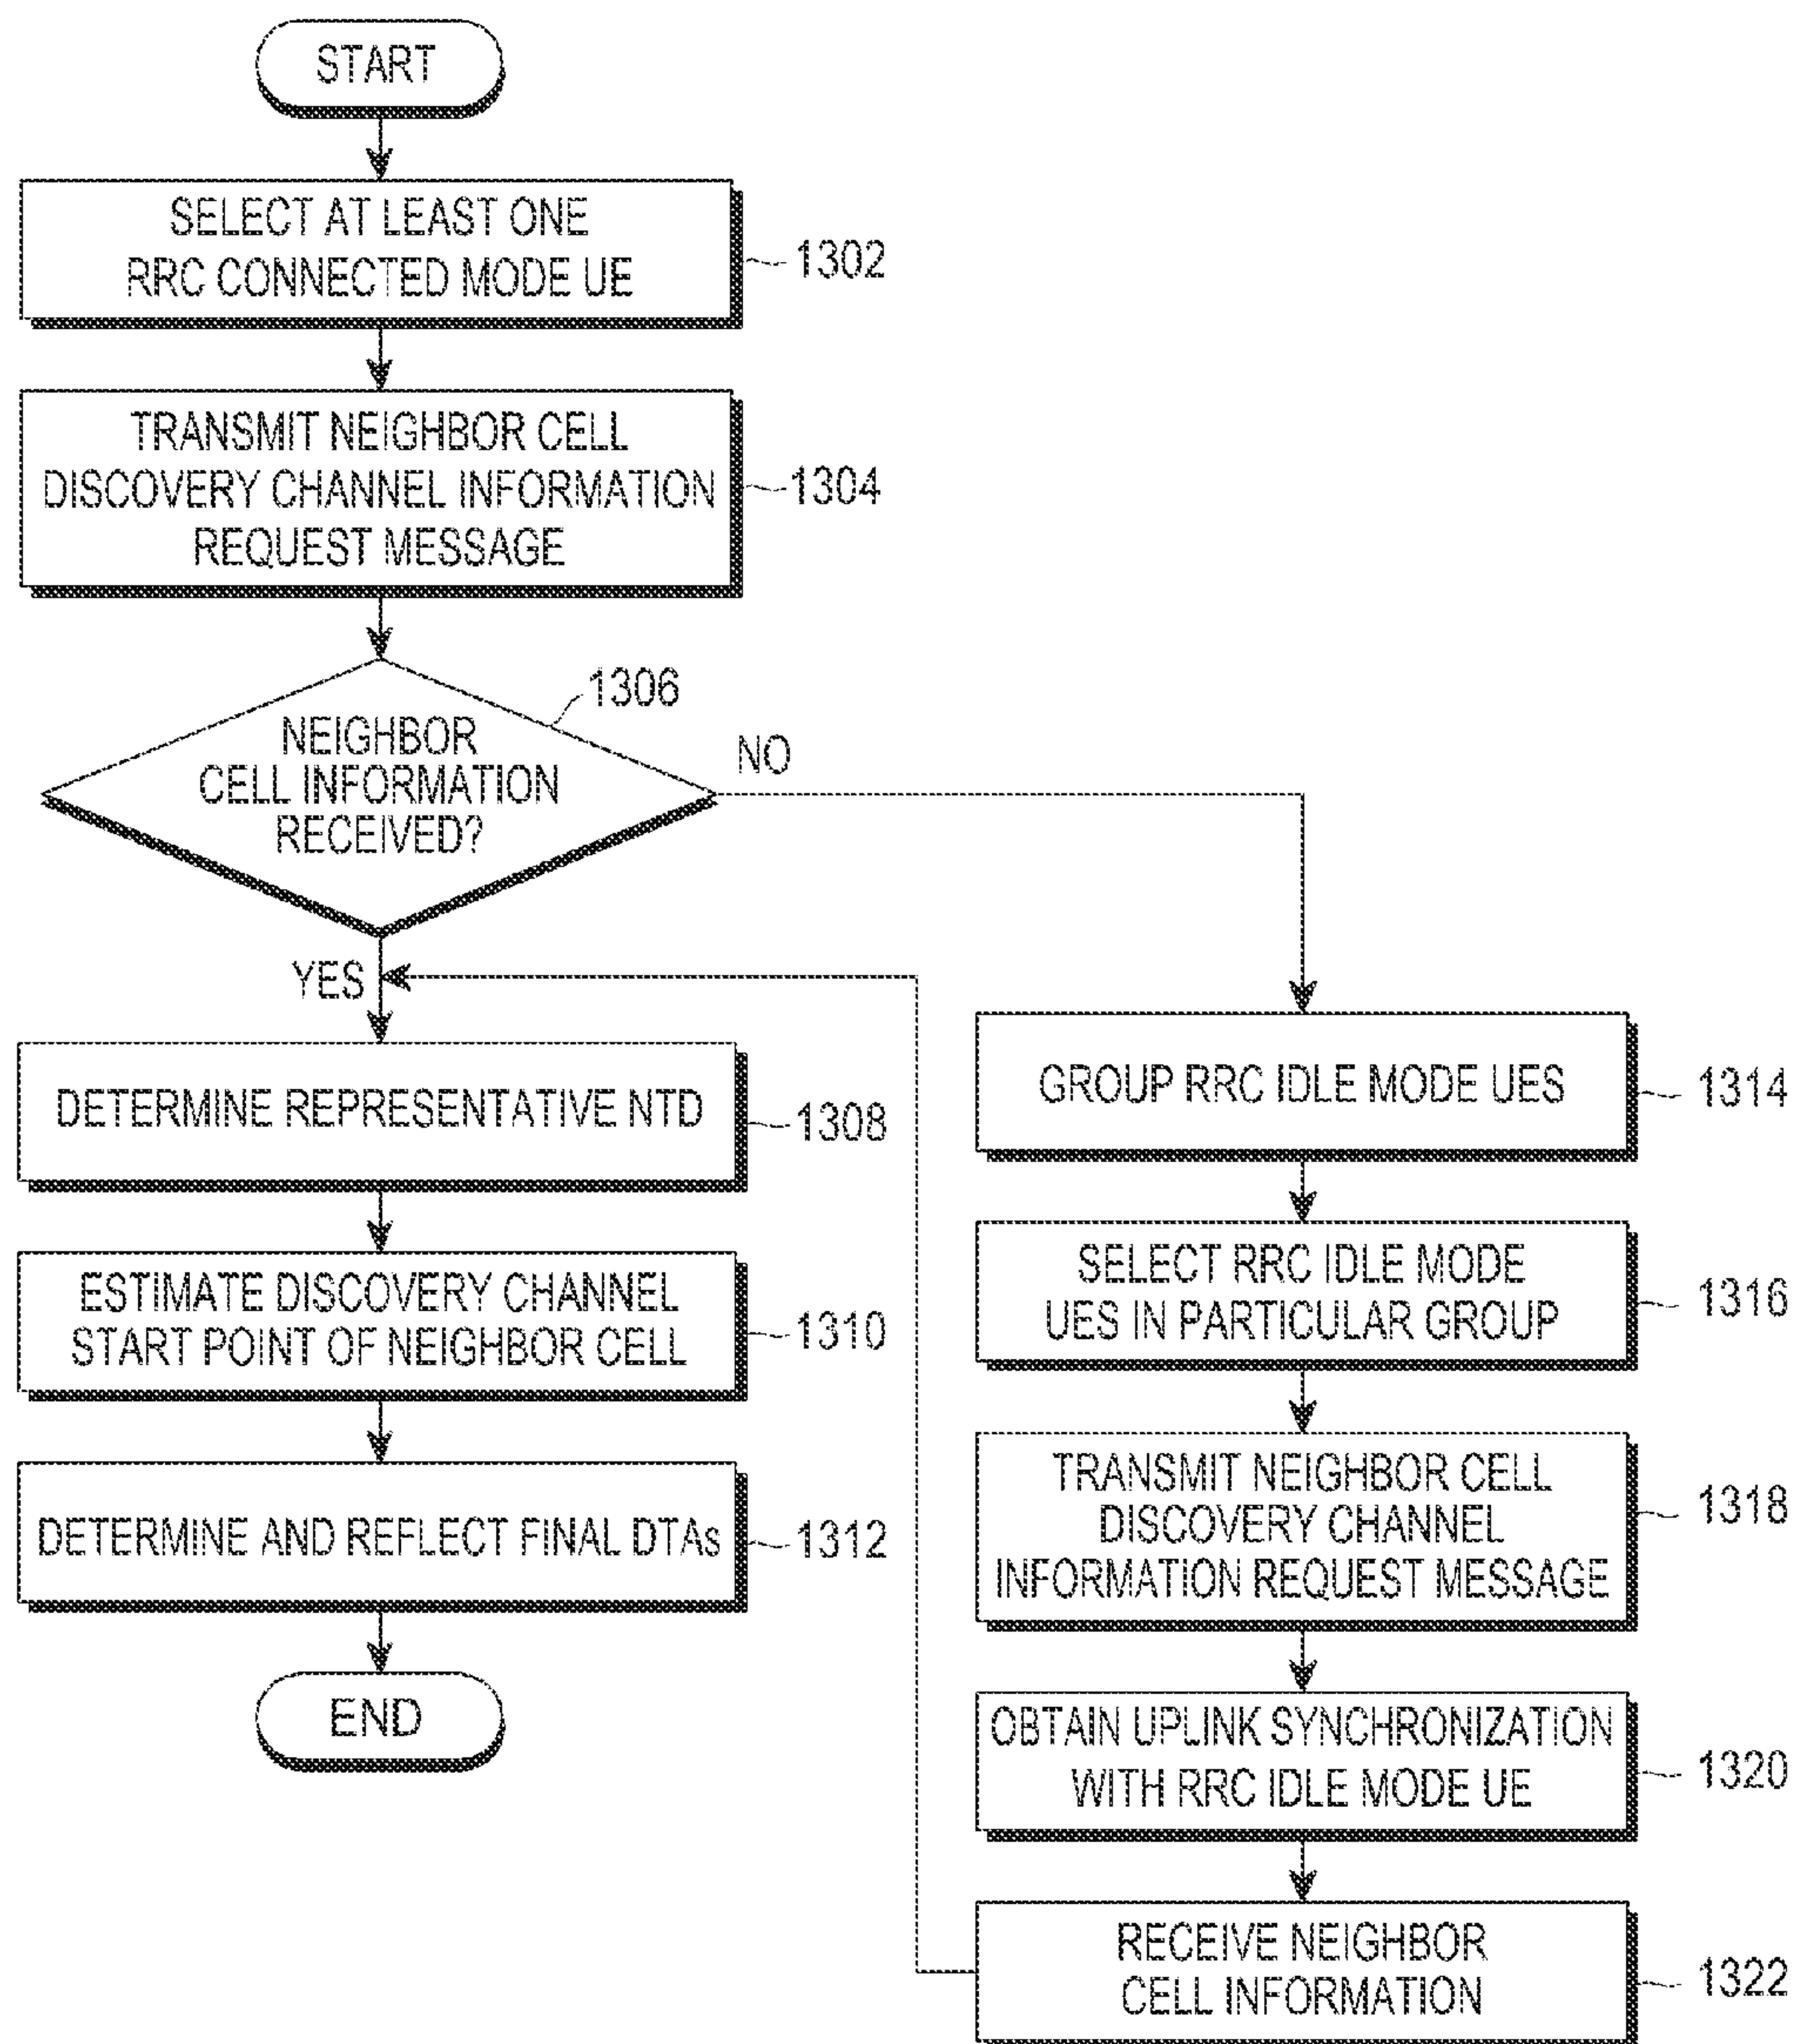 START
SELECT AT LEAST ONE
RRC CONNECTED MODE UE
1302
TRANSMIT NEIGHBOR CELL
DISCOVERY CHANNEL INFORMATION
REQUEST MESSAGE
1304
1306
NEIGHBOR
CELL INFORMATION
RECEIVED?
NO
YES
DETERMINE REPRESENTATIVE NTD
1308
ESTIMATE DISCOVERY CHANNEL
START POINT OF NEIGHBOR CELL
1310
DETERMINE AND REFLECT FINAL DTAs
1312
END
GROUP RRC IDLE MODE UES
1314
SELECT RRC IDLE MODE
UES IN PARTICULAR GROUP
1316
TRANSMIT NEIGHBOR CELL
DISCOVERY CHANNEL
INFORMATION REQUEST MESSAGE
1318
OBTAIN UPLINK SYNCHRONIZATION
WITH RRC IDLE MODE UE
1320
RECEIVE NEIGHBOR
CELL INFORMATION
1322